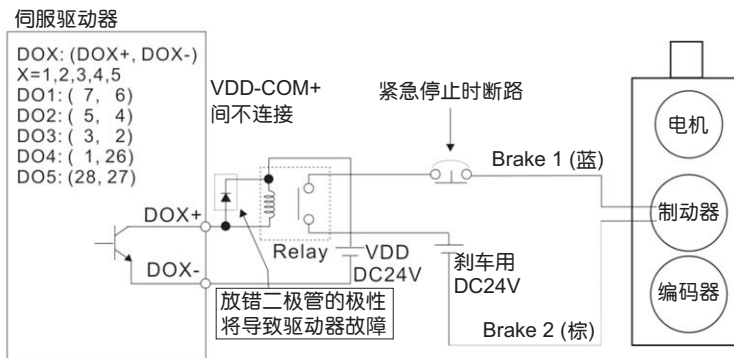 伺服驱动器
DOX: (DOX+, DOX-)
X=1,2,3,4,5
DO1: ( 7, 6)
DO2: ( 5, 4)
DO3: ( 3, 2)
DO4: ( 1,26)
DO5: (28, 27)
VDD-COM+
间不连接
紧急停止时断路
Brake 1 (蓝)
电机
制动器
编码器
DOX+
DOX-
Relay
VDD
DC24V
刹车用
DC24V
放错二极管的极性
将导致驱动器故障
Brake 2 (棕)